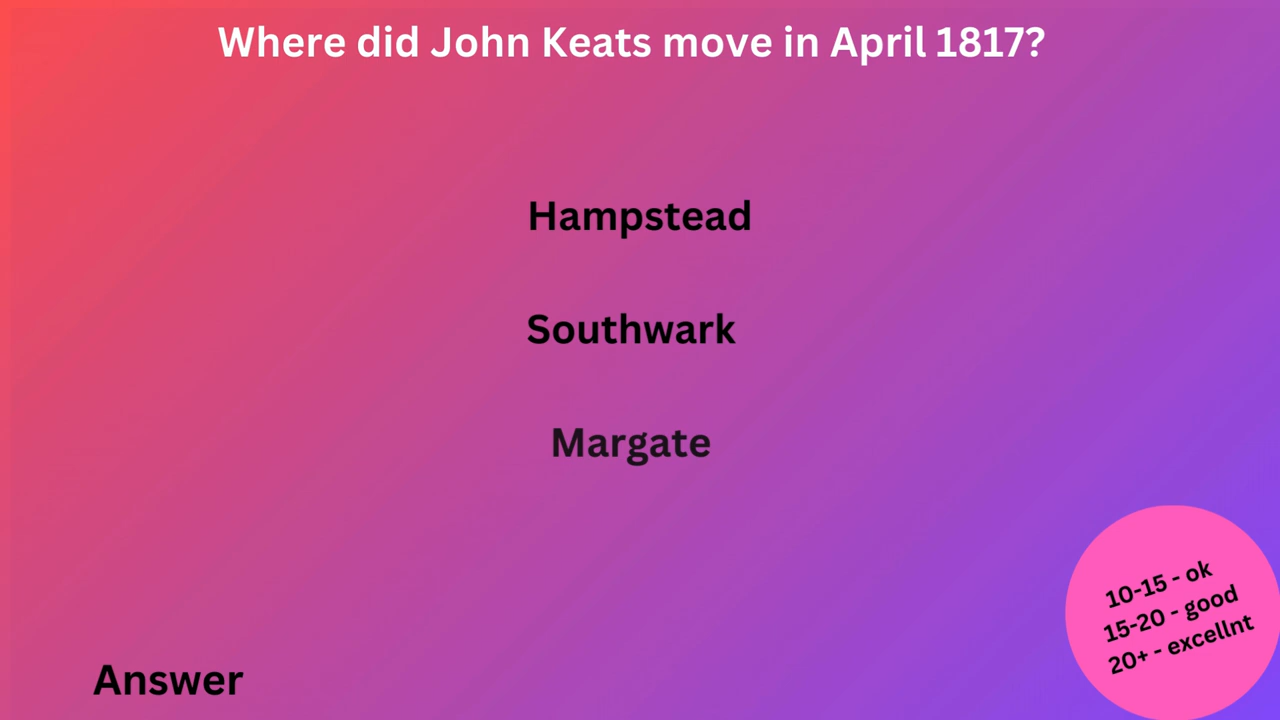 Where did John Keats move in April 1817?
Hampstead
Southwark
Margate
10-15 - ok
15-20 - good
20+ - excellnt
Answer